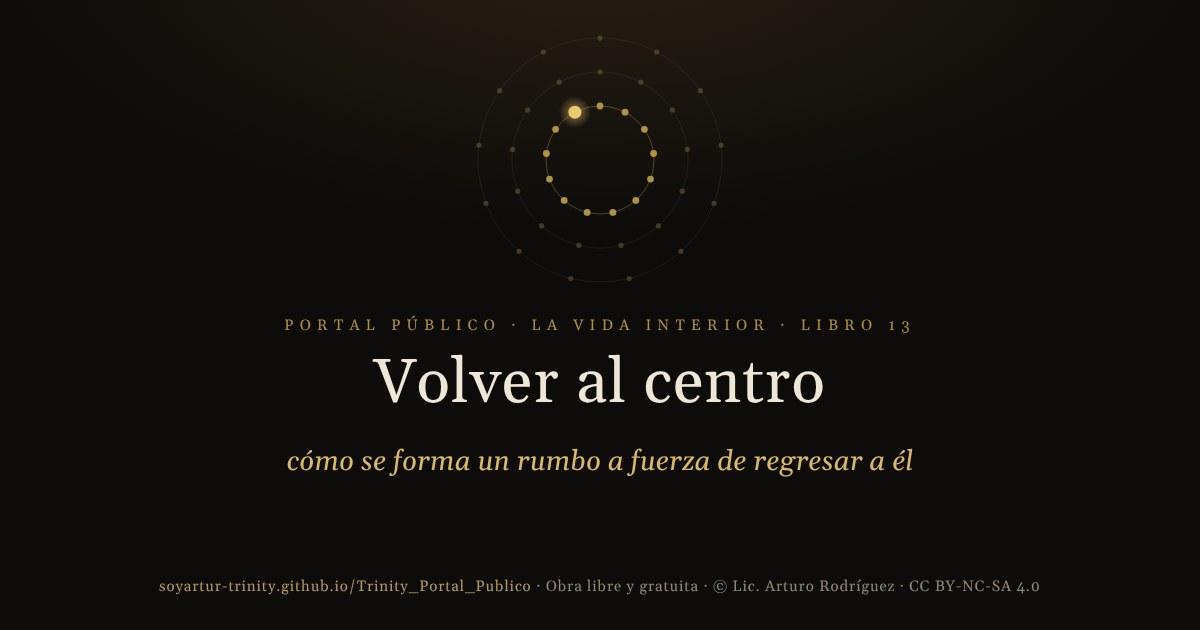 PORTAL PÚBLICO · LA VIDA INTERIOR · LIBRO 13
Volver al centro
cómo se forma un rumbo a fuerza de regresar a él
soyartur-trinity.github.io/Trinity_Portal_Publico · Obra libre y gratuita · © Lic. Arturo Rodríguez · CC BY-NC-SA 4.0